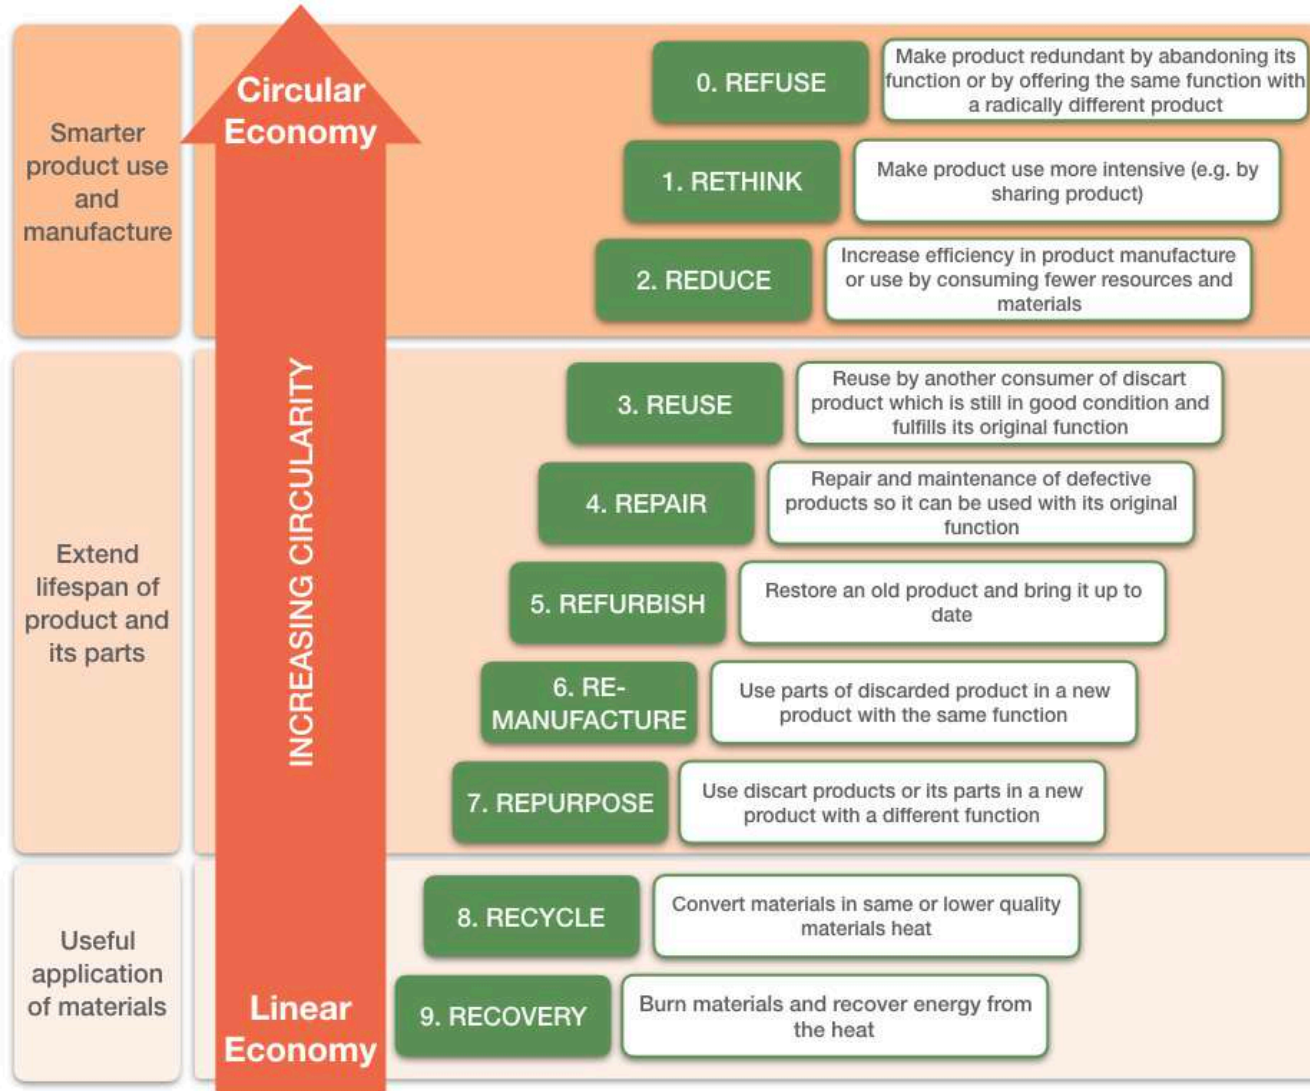 Circular
Economy
INCREASING CIRCULARITY
Linear
Economy
Smarter
product use
and
manufacture
0. REFUSE
Make product redundant by abandoning its
function or by offering the same function with
a radically different product
1. RETHINK
Make product use more intensive (e.g. by
sharing product)
2. REDUCE
Increase efficiency in product manufacture
or use by consuming fewer resources and
materials
Extend
lifespan of
product and
its parts
3. REUSE
Reuse by another consumer of discart
product which is still in good condition and
fulfills its original function
4. REPAIR
Repair and maintenance of defective
products so it can be used with its original
function
5. REFURBISH
Restore an old product and bring it up to
date
6. RE-
MANUFACTURE
Use parts of discarded product in a new
product with the same function
7. REPURPOSE
Use discart products or its parts in a new
product with a different function
Useful
application
of materials
8. RECYCLE
Convert materials in same or lower quality
materials heat
9. RECOVERY
Burn materials and recover energy from
the heat